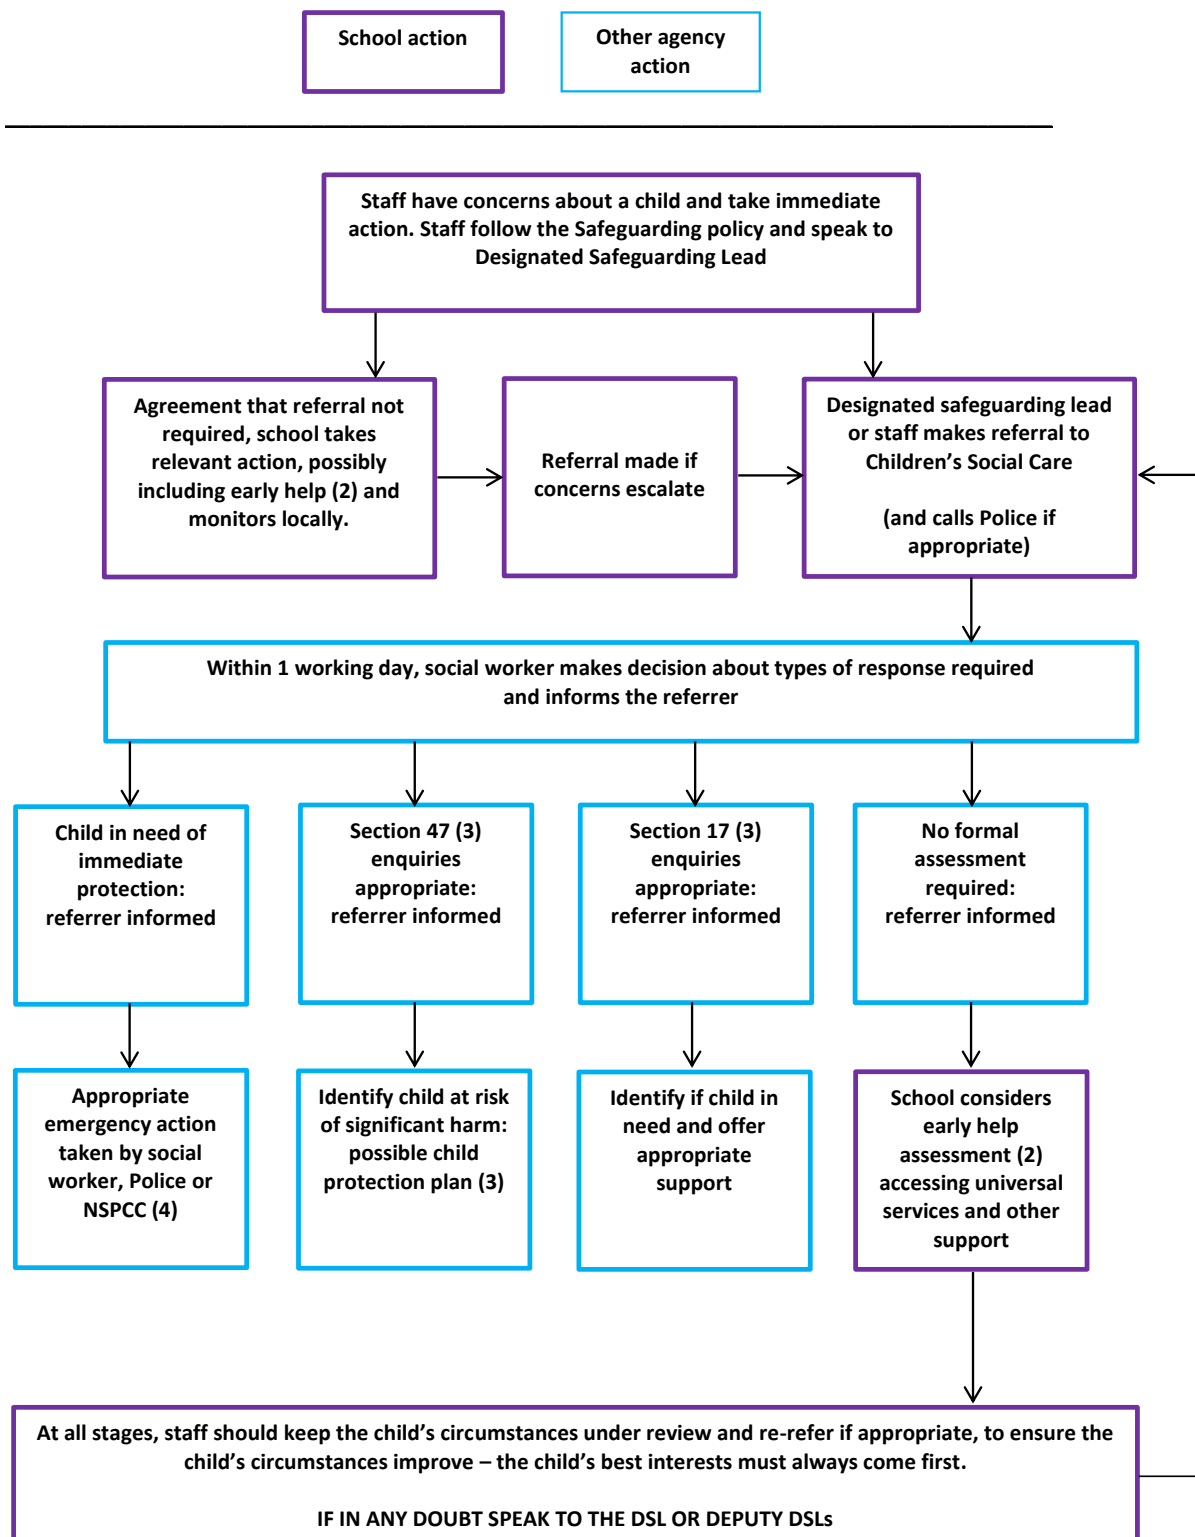 School action
Other agency
action
Staff have concerns about a child and take immediate
action. Staff follow the Safeguarding policy and speak to
Designated Safeguarding Lead
Agreement that referral not
required, school takes
relevant action, possibly
including early help (2) and
monitors locally.
Referral made if
concerns escalate
Designated safeguarding lead
or staff makes referral to
Children’s Social Care
(and calls Police if
appropriate)
Within 1 working day, social worker makes decision about types of response required
and informs the referrer
Child in need of
immediate
protection:
referrer informed
Section 47 (3)
enquiries
appropriate:
referrer informed
Section 17 (3)
enquiries
appropriate:
referrer informed
No formal
assessment
required:
referrer informed
Appropriate
emergency action
taken by social
worker, Police or
NSPCC (4)
Identify child at risk
of significant harm:
possible child
protection plan (3)
Identify if child in
need and offer
appropriate
support
School considers
early help
assessment (2)
accessing universal
services and other
support
At all stages, staff should keep the child’s circumstances under review and re-refer if appropriate, to ensure the
child’s circumstances improve – the child’s best interests must always come first.
IF IN ANY DOUBT SPEAK TO THE DSL OR DEPUTY DSLs